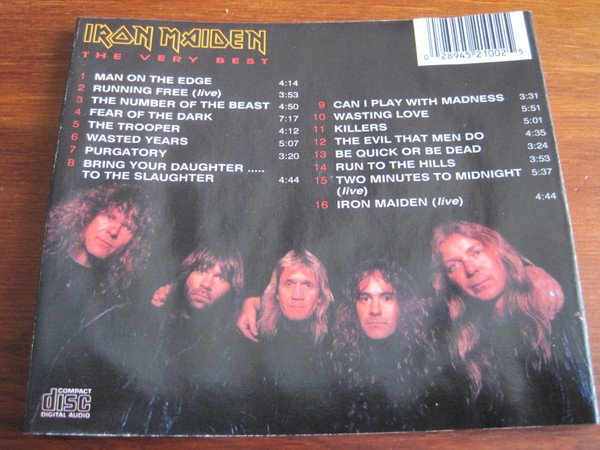 IRON MAIDEN
THE VERY BEST
0 28945 21002 5
1 MAN ON THE EDGE 4:14
2 RUNNING FREE (live) 3:53
3 THE NUMBER OF THE BEAST 4:50
4 FEAR OF THE DARK 7:17
5 THE TROOPER 4:12
6 WASTED YEARS 5:07
7 PURGATORY 3:20
8 BRING YOUR DAUGHTER .....
TO THE SLAUGHTER 4:44
9 CAN I PLAY WITH MADNESS 3:31
10 WASTING LOVE 5:51
11 KILLERS 5:01
12 THE EVIL THAT MEN DO 4:35
13 BE QUICK OR BE DEAD 3:24
14 RUN TO THE HILLS 3:53
15 TWO MINUTES TO MIDNIGHT 5:37
(live)
16 IRON MAIDEN (live) 4:44
COMPACT
disc
DIGITAL AUDIO